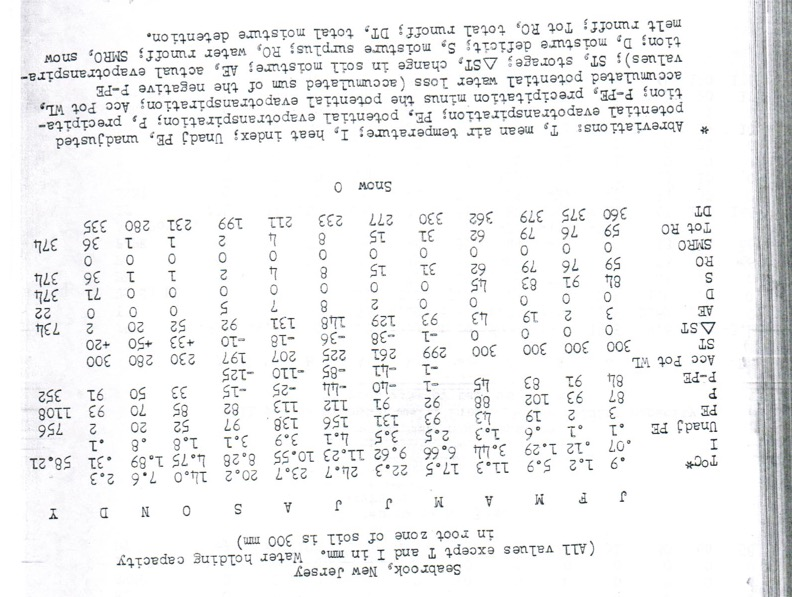 Seabrook, New Jersey
(All values except T and I in mm. Water holding capacity
in root zone of soil is 300 mm)
J F M A M J J A S O N D Y
T°C* .9 1.2 5.9 11.3 17.5 22.3 24.7 23.7 20.2 14.0 7.6 2.3
I .07 .12 1.29 3.44 6.66 9.62 11.23 10.55 8.28 4.75 1.89 .31 58.21
Unadj PE .1 .1 .6 1.3 2.5 3.5 4.1 3.9 3.1 1.8 .8 .1
PE 3 2 19 43 93 131 156 138 97 52 20 2 756
P 87 93 102 88 92 91 112 113 82 85 70 93 1108
P-PE 84 91 83 45 -1 -40 -44 -25 -15 33 50 91 352
Acc Pot WL -1 -41 -85 -110 -125
ST 300 300 300 300 299 261 225 207 197 230 280 300
△ST 0 0 0 0 -1 -38 -36 -18 -10 +33 +50 +20
AE 3 2 19 43 93 129 148 131 92 52 20 2 734
D 0 0 0 0 0 2 8 7 5 0 0 0 22
S 84 91 83 45 0 0 0 0 0 0 0 71 374
RO 59 76 79 62 31 15 8 4 2 1 1 36 374
SMRO 0 0 0 0 0 0 0 0 0 0 0 0
Tot RO 59 76 79 62 31 15 8 4 2 1 1 36 374
DT 360 375 379 362 330 277 233 211 199 231 280 335
Snow 0
* Abreviations: T, mean air temperature; I, heat index; Unadj PE, unadjusted
potential evapotranspiration; PE, potential evapotranspiration; P, precipita-
tion; P-PE, precipitation minus the potential evapotranspiration; Acc Pot WL,
accumulated potential water loss (accumulated sum of the negative P-PE
values); ST, storage; △ST, change in soil moisture; AE, actual evapotranspira-
tion; D, moisture deficit; S, moisture surplus; RO, water runoff; SMRO, snow
melt runoff; Tot RO, total runoff; DT, total moisture detention.